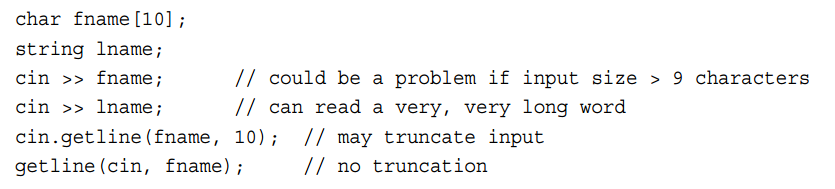 char fname[10];
string lname;
cin >> fname;      // could be a problem if input size > 9 characters
cin >> lname;      // can read a very, very long word
cin.getline(fname, 10);  // may truncate input
getline(cin, fname);     // no truncation